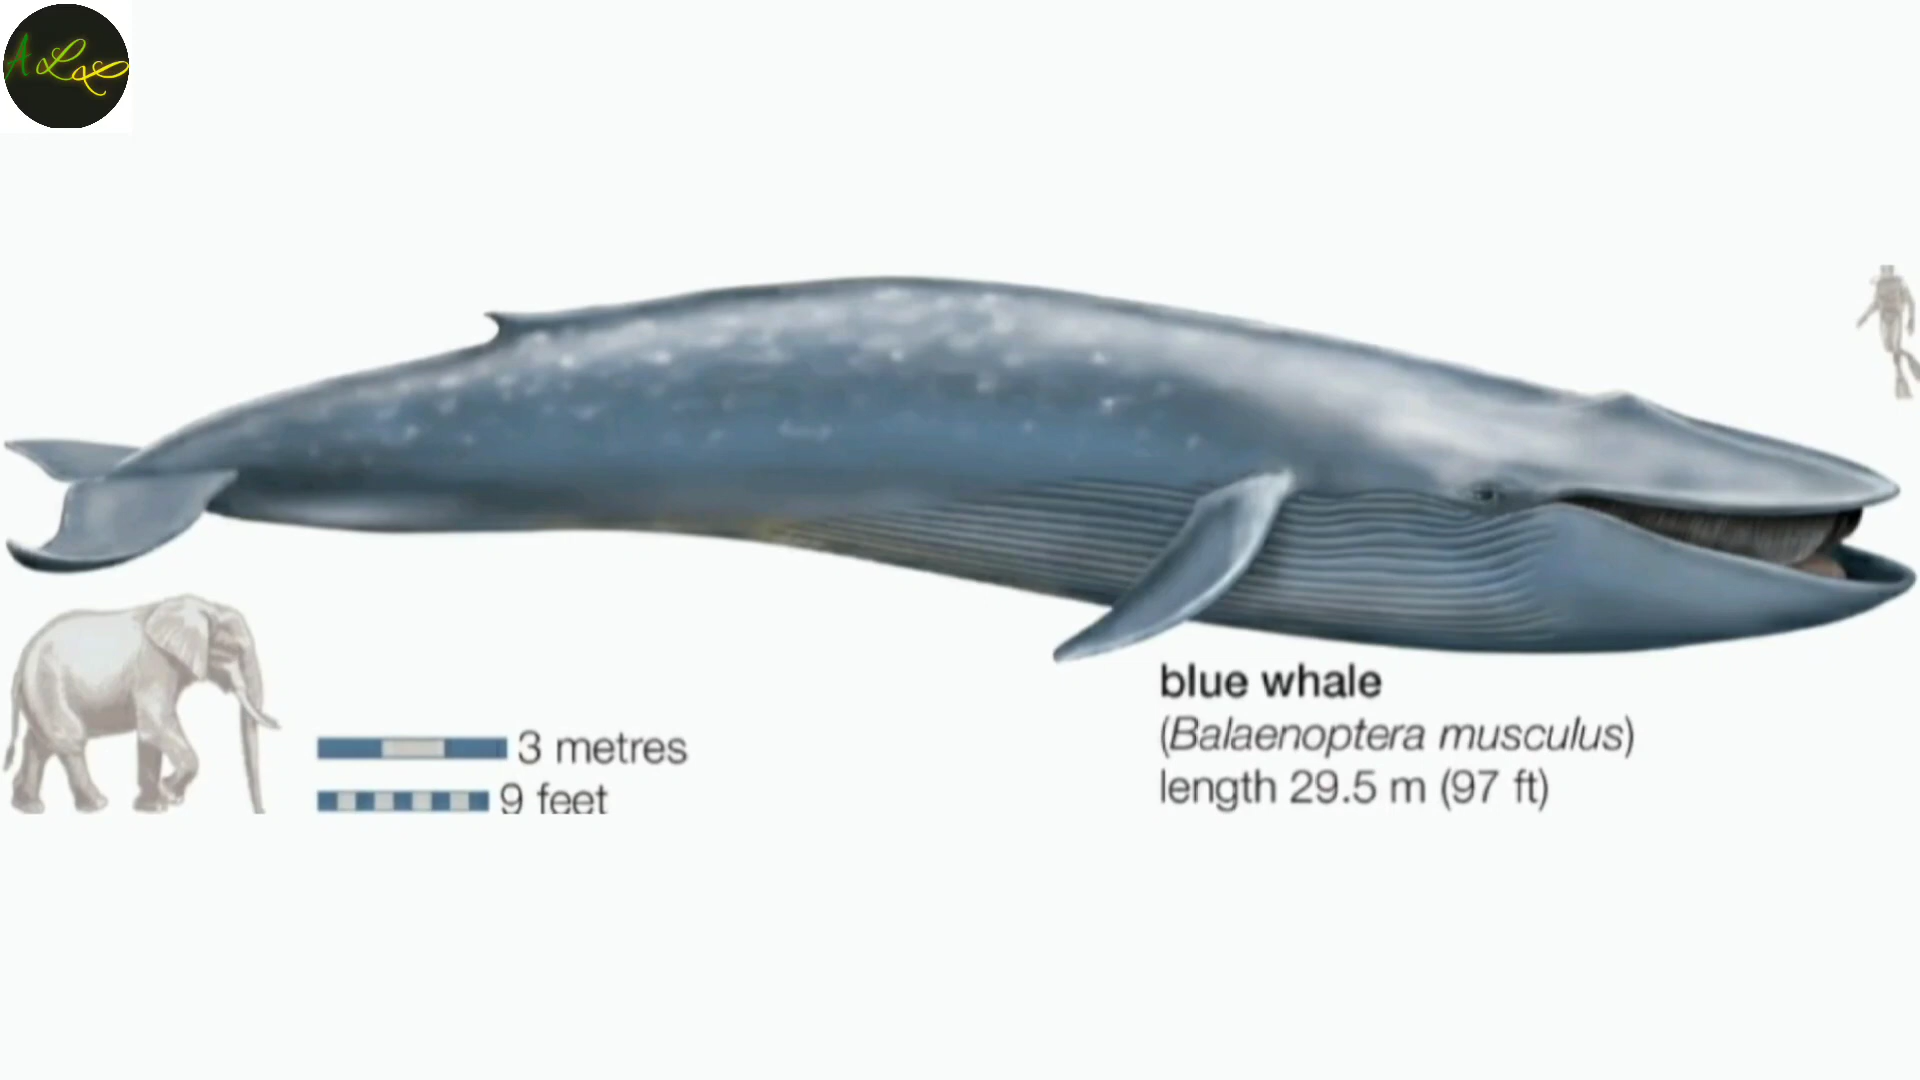 3 metres
9 feet
blue whale
(Balaenoptera musculus)
length 29.5 m (97 ft)